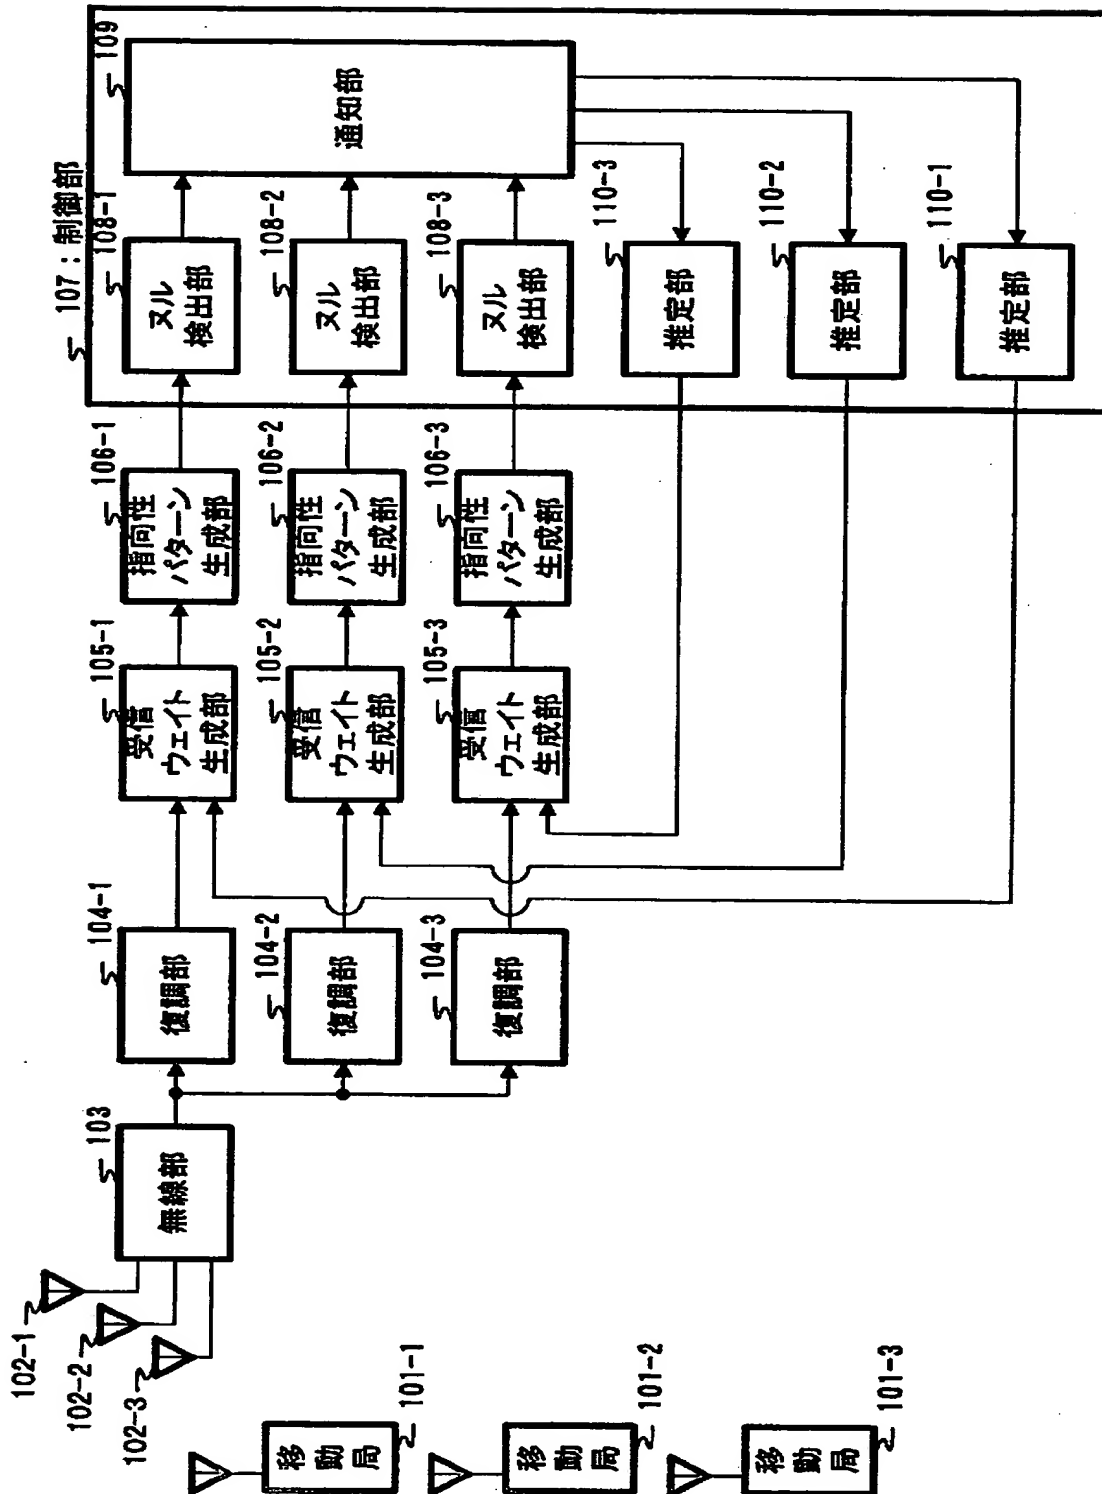 102-1
102-2
102-3
103
無線部
104-1
復調部
104-2
復調部
104-3
復調部
105-1
受信
ウェイト
生成部
105-2
受信
ウェイト
生成部
105-3
受信
ウェイト
生成部
106-1
指向性
パターン
生成部
106-2
指向性
パターン
生成部
106-3
指向性
パターン
生成部
107:制御部
108-1
ヌル
検出部
108-2
ヌル
検出部
108-3
ヌル
検出部
109
通知部
110-3
推定部
110-2
推定部
110-1
推定部
移動局
101-1
移動局
101-2
移動局
101-3